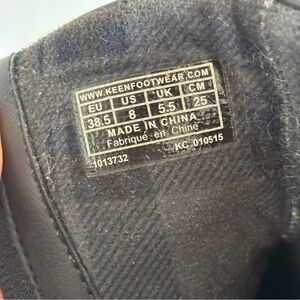 WWW.KEENFOOTWEAR.COM
EU US UK CM
38.5 8 5.5 25
MADE IN CHINA
Fabriqué en Chine
1013732 KC 010515